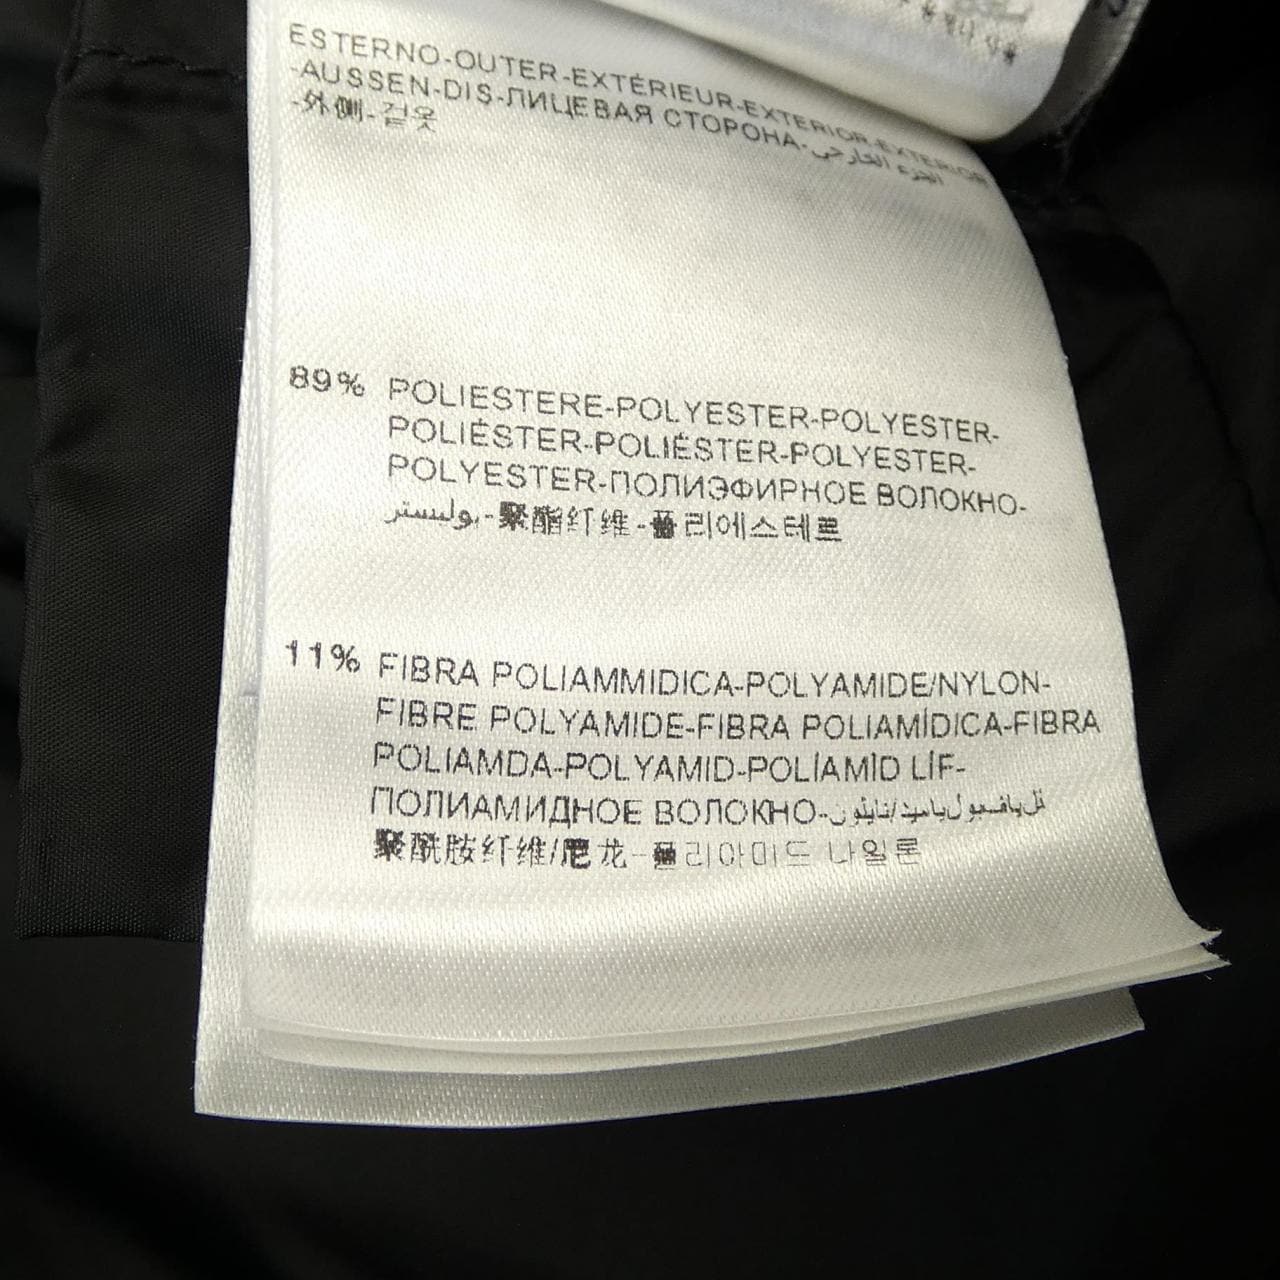 ESTERNO-OUTER-EXTÉRIEUR-EXTERIOR-EXTERIOR
-AUSSEN-DIS-ЛИЦЕВАЯ СТОРОНА-الجزء الخارجي
-外侧-겉옷
89% POLIESTERE-POLYESTER-POLYESTER-
POLIÉSTER-POLIÉSTER-POLYESTER-
POLYESTER-ПОЛИЭФИРНОЕ ВОЛОКНО-
بوليستر-聚酯纤维-폴리에스테르
11% FIBRA POLIAMMIDICA-POLYAMIDE/NYLON-
FIBRE POLYAMIDE-FIBRA POLIAMÍDICA-FIBRA
POLIAMDA-POLYAMID-POLİAMİD LİF-
ПОЛИАМИДНОЕ ВОЛОКНО-
聚酰胺纤维/尼龙-폴리아미드 나일론